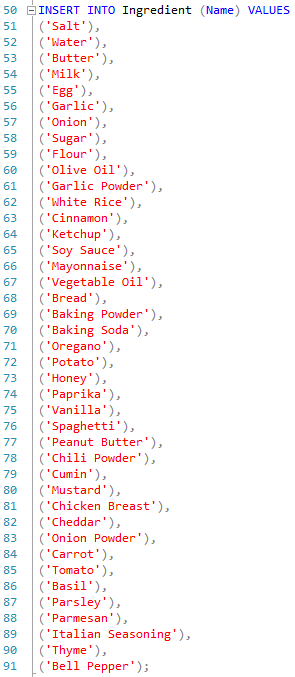 50 INSERT INTO Ingredient (Name) VALUES
51 ('Salt'),
52 ('Water'),
53 ('Butter'),
54 ('Milk'),
55 ('Egg'),
56 ('Garlic'),
57 ('Onion'),
58 ('Sugar'),
59 ('Flour'),
60 ('Olive Oil'),
61 ('Garlic Powder'),
62 ('White Rice'),
63 ('Cinnamon'),
64 ('Ketchup'),
65 ('Soy Sauce'),
66 ('Mayonnaise'),
67 ('Vegetable Oil'),
68 ('Bread'),
69 ('Baking Powder'),
70 ('Baking Soda'),
71 ('Oregano'),
72 ('Potato'),
73 ('Honey'),
74 ('Paprika'),
75 ('Vanilla'),
76 ('Spaghetti'),
77 ('Peanut Butter'),
78 ('Chili Powder'),
79 ('Cumin'),
80 ('Mustard'),
81 ('Chicken Breast'),
82 ('Cheddar'),
83 ('Onion Powder'),
84 ('Carrot'),
85 ('Tomato'),
86 ('Basil'),
87 ('Parsley'),
88 ('Parmesan'),
89 ('Italian Seasoning'),
90 ('Thyme'),
91 ('Bell Pepper');